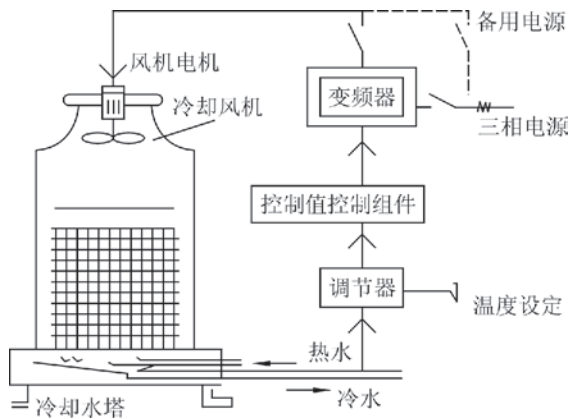 备用电源
风机电机
冷却风机
变频器
三相电源
控制值控制组件
调节器
温度设定
热水
冷水
冷却水塔